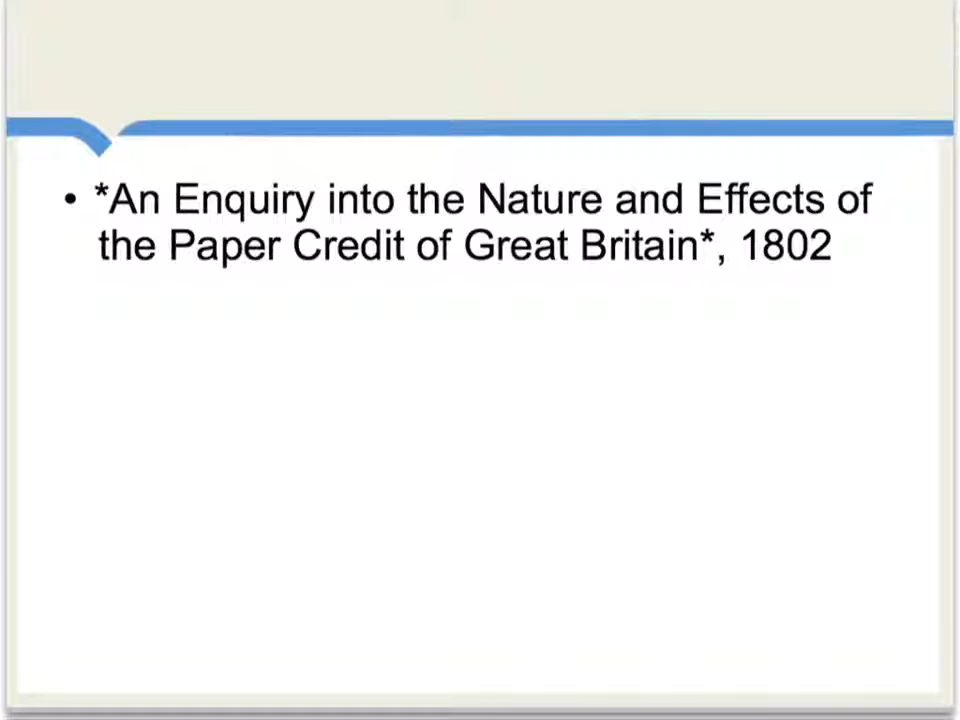 • *An Enquiry into the Nature and Effects of
the Paper Credit of Great Britain*, 1802